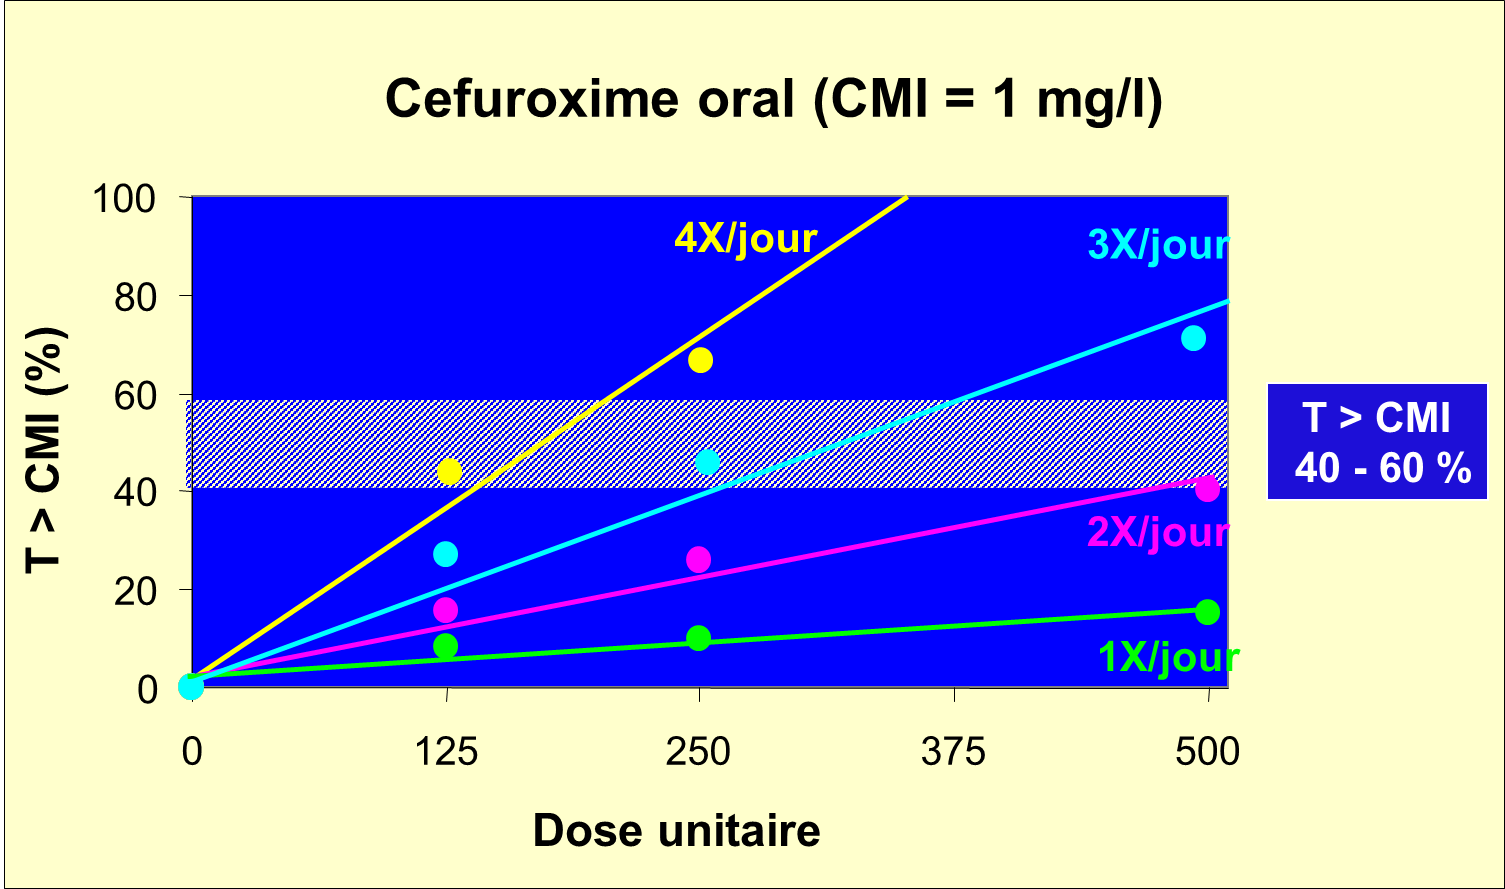 Cefuroxime oral (CMI = 1 mg/l)
100
80
60
40
20
0
T > CMI (%)
4X/jour
3X/jour
2X/jour
1X/jour
T > CMI
40 - 60 %
0
125
250
375
500
Dose unitaire